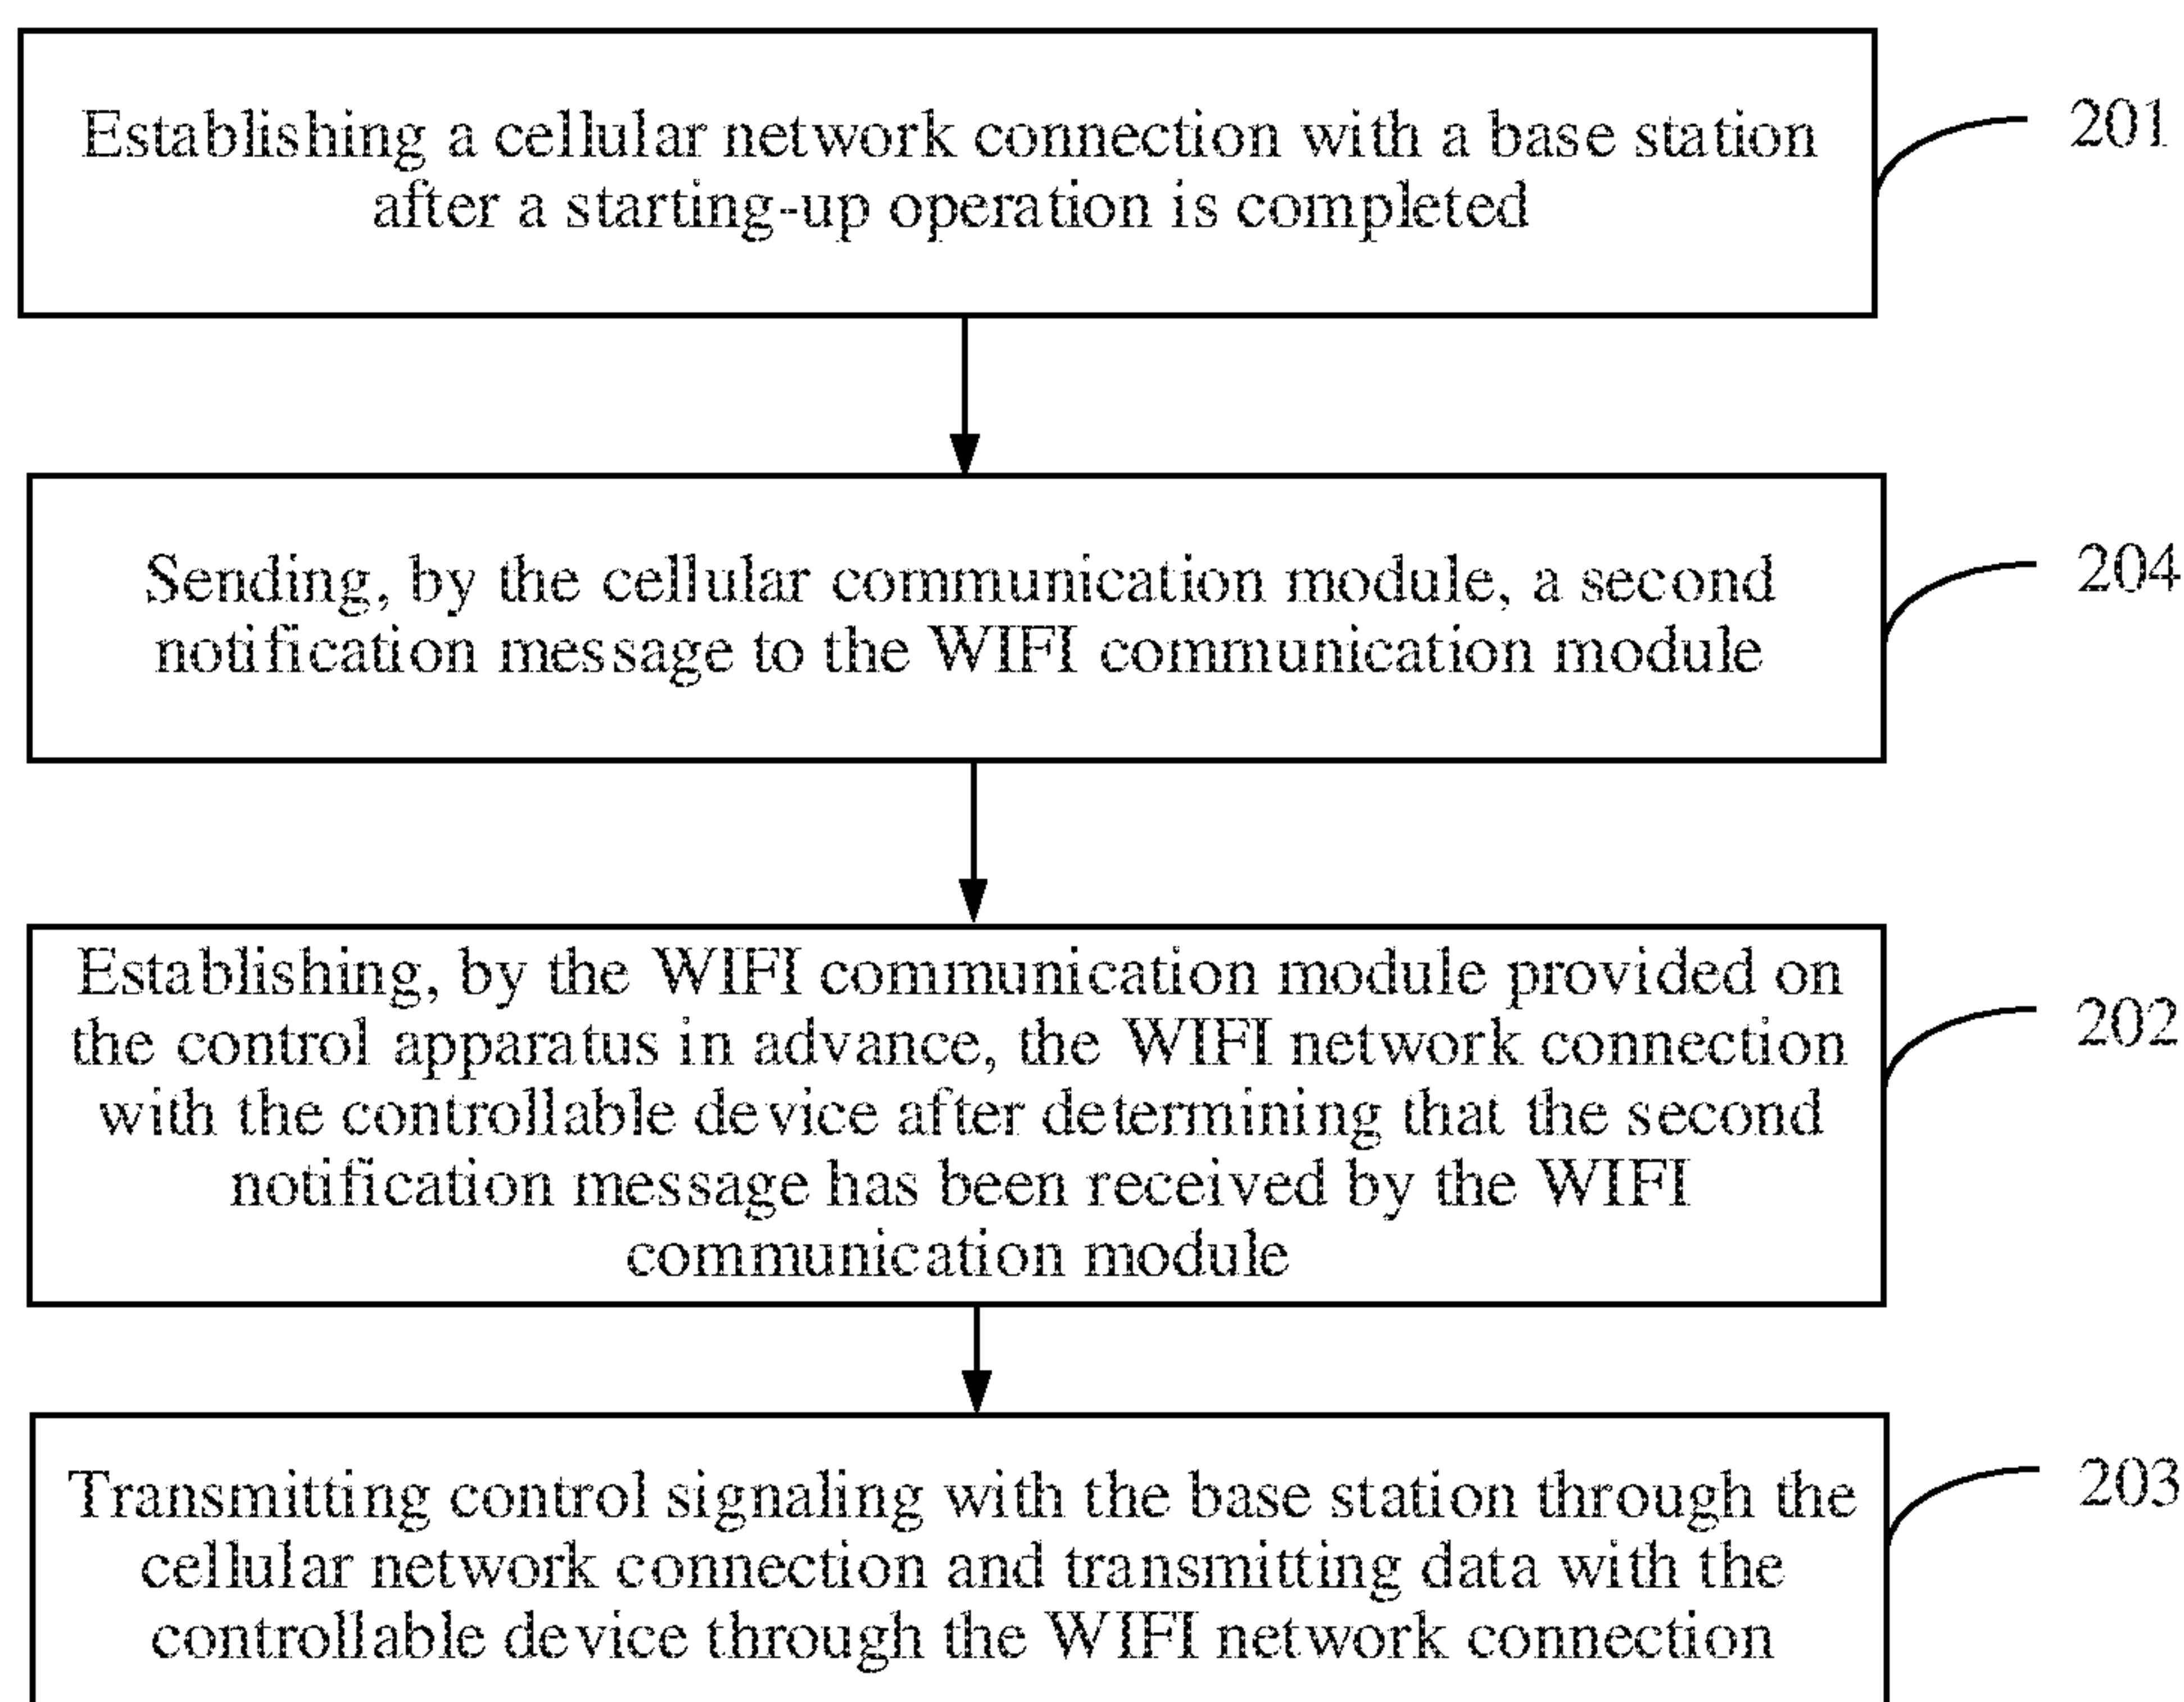 Establishing a cellular network connection with a base station
after a starting-up operation is completed
201
Sending, by the cellular communication module, a second
notification message to the WIFI communication module
204
Establishing, by the WIFI communication module provided on
the control apparatus in advance, the WIFI network connection
with the controllable device after determining that the second
notification message has been received by the WIFI
communication module
202
Transmitting control signaling with the base station through the
cellular network connection and transmitting data with the
controllable device through the WIFI network connection
203